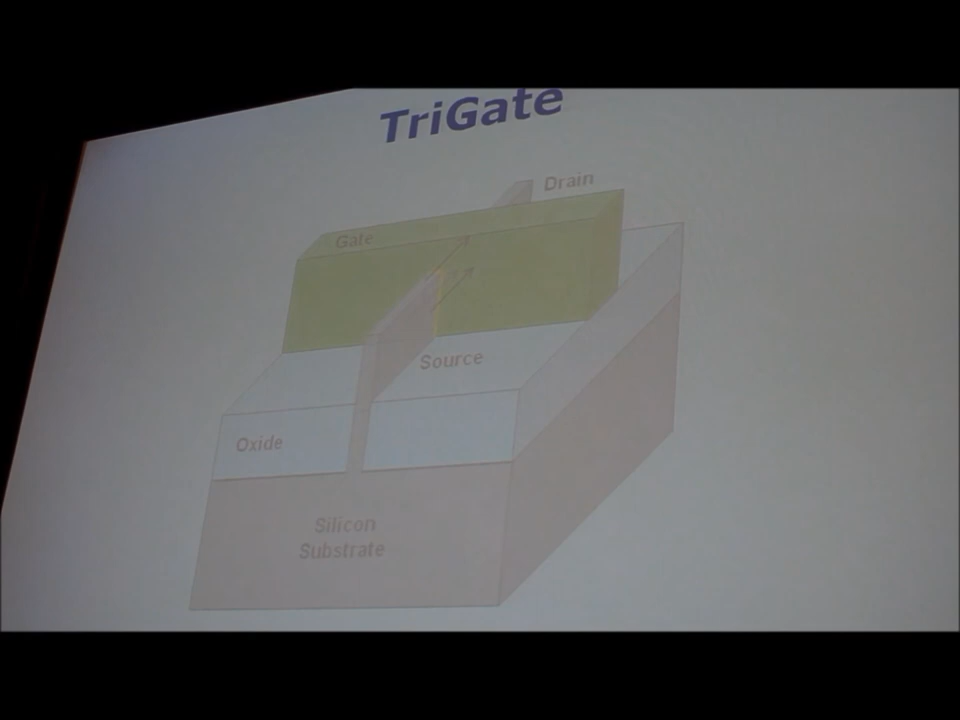 TriGate
Drain
Gate
Source
Oxide
Silicon
Substrate